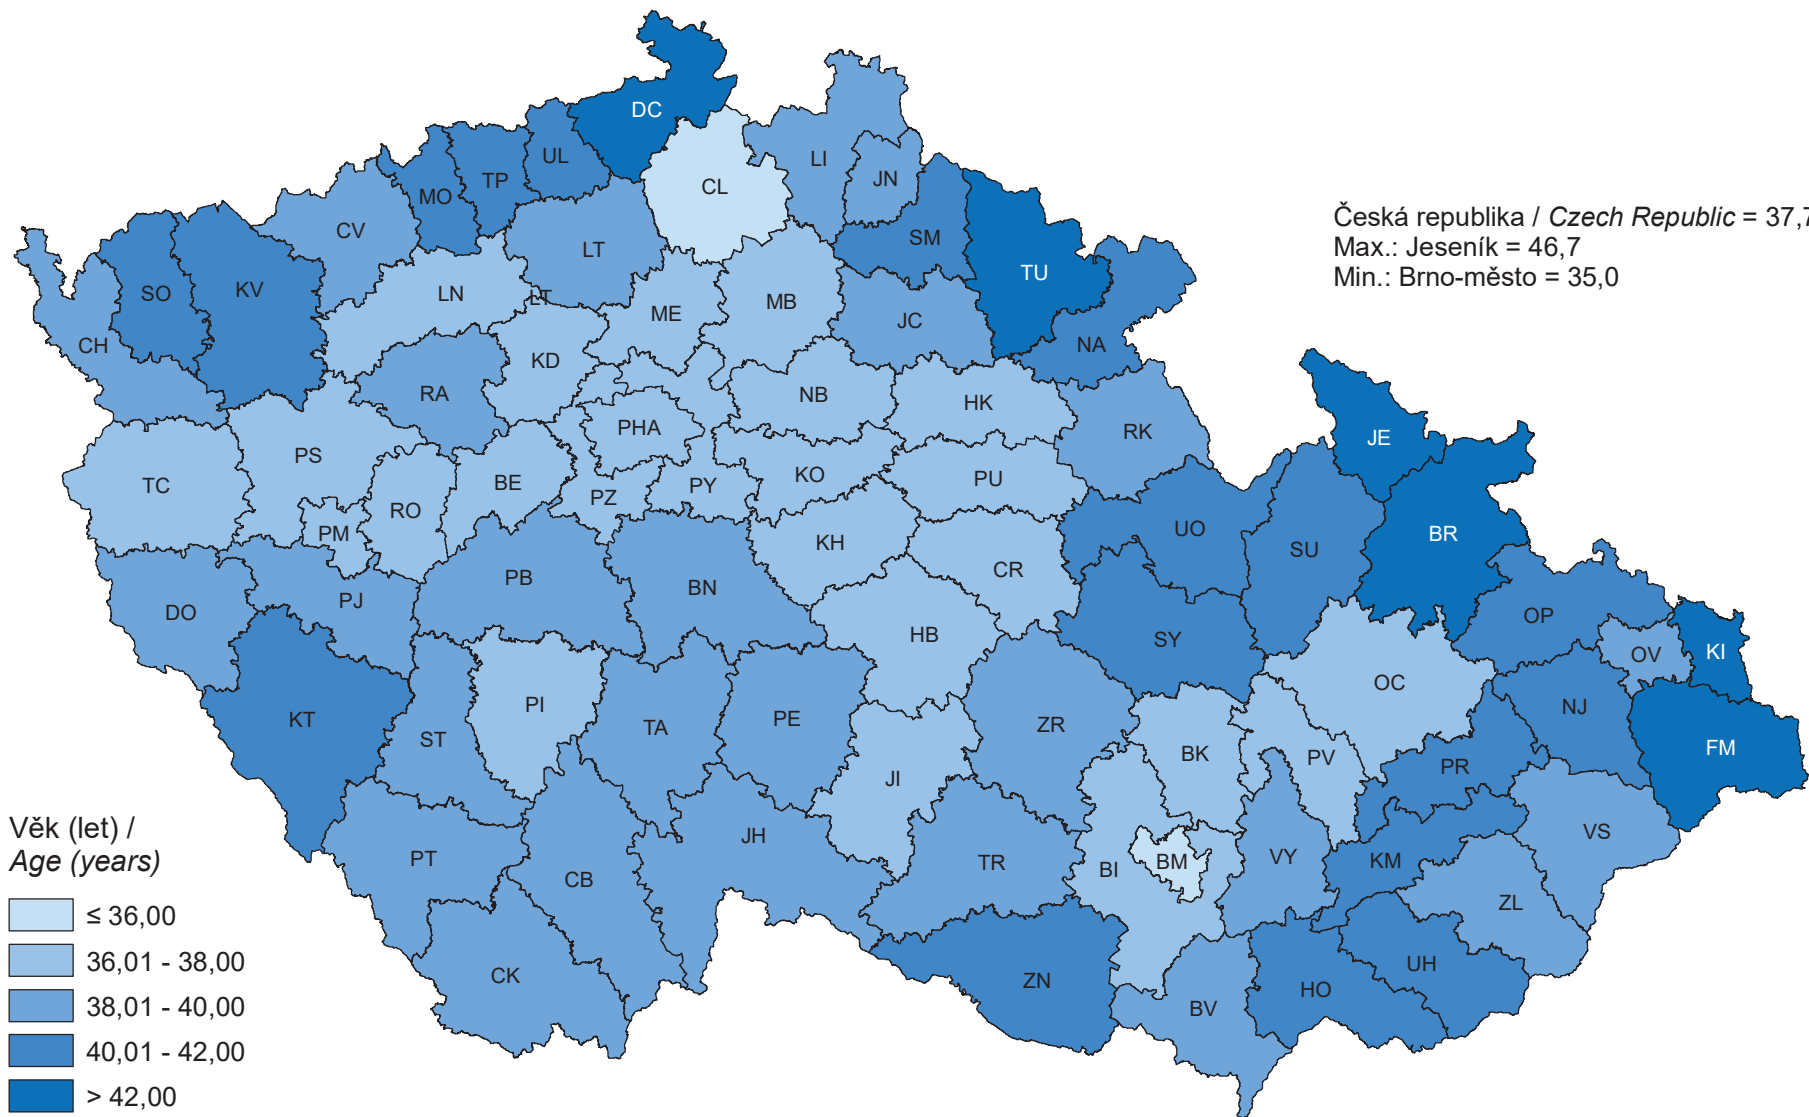 DC
UL
TP
MO
CL
LI
JN
CV
LT
SM
SO
KV
LN
LT
ME
MB
TU
Česká republika / Czech Republic = 37,7
Max.: Jeseník = 46,7
Min.: Brno-město = 35,0
CH
KD
JC
NA
RA
NB
HK
PHA
RK
JE
TC
PS
BE
KO
PU
RO
PZ
PY
PM
KH
UO
SU
BR
CR
DO
PJ
PB
BN
HB
SY
OP
OV
KI
OC
KT
ST
PI
TA
PE
ZR
NJ
JI
BK
PV
PR
FM
Věk (let) /
Age (years)
PT
CB
JH
TR
BI
BM
VY
KM
VS
ZL
≤ 36,00
36,01 - 38,00
CK
ZN
BV
HO
UH
38,01 - 40,00
40,01 - 42,00
> 42,00